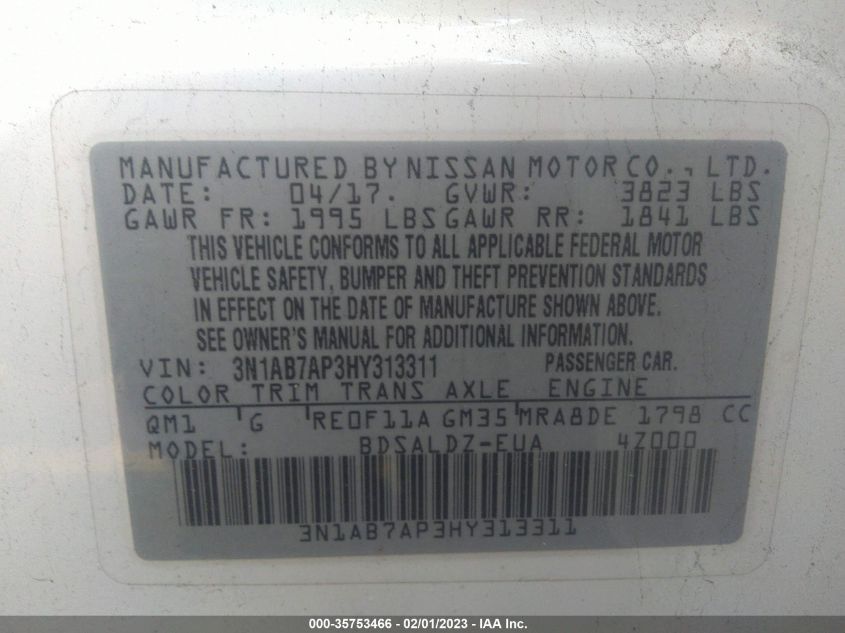 MANUFACTURED BY NISSAN MOTOR CO., LTD.
DATE: 04/17. GVWR: 3823 LBS
GAWR FR: 1995 LBS GAWR RR: 1841 LBS
THIS VEHICLE CONFORMS TO ALL APPLICABLE FEDERAL MOTOR
VEHICLE SAFETY, BUMPER AND THEFT PREVENTION STANDARDS
IN EFFECT ON THE DATE OF MANUFACTURE SHOWN ABOVE.
SEE OWNER'S MANUAL FOR ADDITIONAL INFORMATION.
VIN: 3N1AB7AP3HY313311 PASSENGER CAR.
COLOR TRIM TRANS AXLE ENGINE
QM1 G RE0F11A GM35 MRA8DE 1798 CC
MODEL: BDSALDZ-EUA 4Z000
3N1AB7AP3HY313311
000-35753466 - 02/01/2023 - IAA Inc.